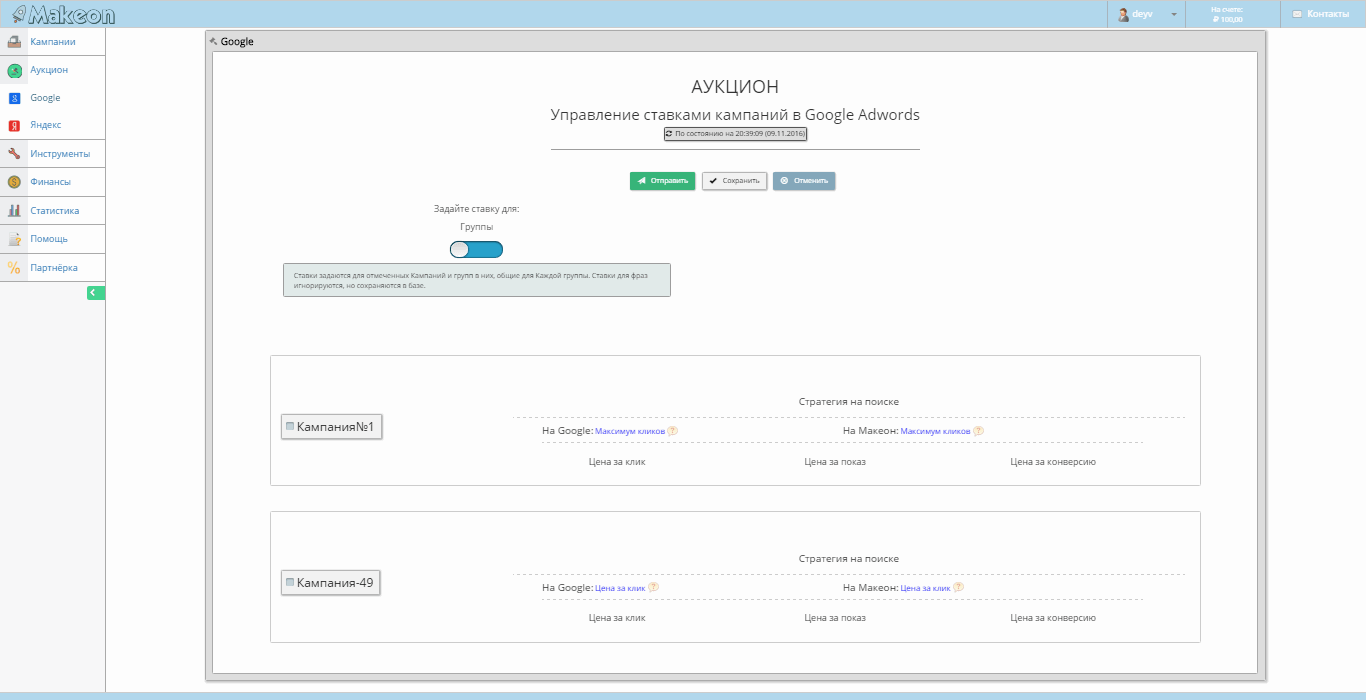 Makeon
deyv
На счете:
₽ 100,00
Контакты
Кампании
Аукцион
Google
Яндекс
Инструменты
Финансы
Статистика
Помощь
Партнёрка
Google
АУКЦИОН
Управление ставками кампаний в Google Adwords
По состоянию на 20:39:09 (09.11.2016)
Отправить
Сохранить
Отменить
Задайте ставку для:
Группы
Ставки задаются для отмеченных Кампаний и групп в них, общие для Каждой группы. Ставки для фраз
игнорируются, но сохраняются в базе.
Кампания№1
Стратегия на поиске
На Google: Максимум кликов ?
На Макеон: Максимум кликов ?
Цена за клик
Цена за показ
Цена за конверсию
Кампания-49
Стратегия на поиске
На Google: Цена за клик ?
На Макеон: Цена за клик ?
Цена за клик
Цена за показ
Цена за конверсию